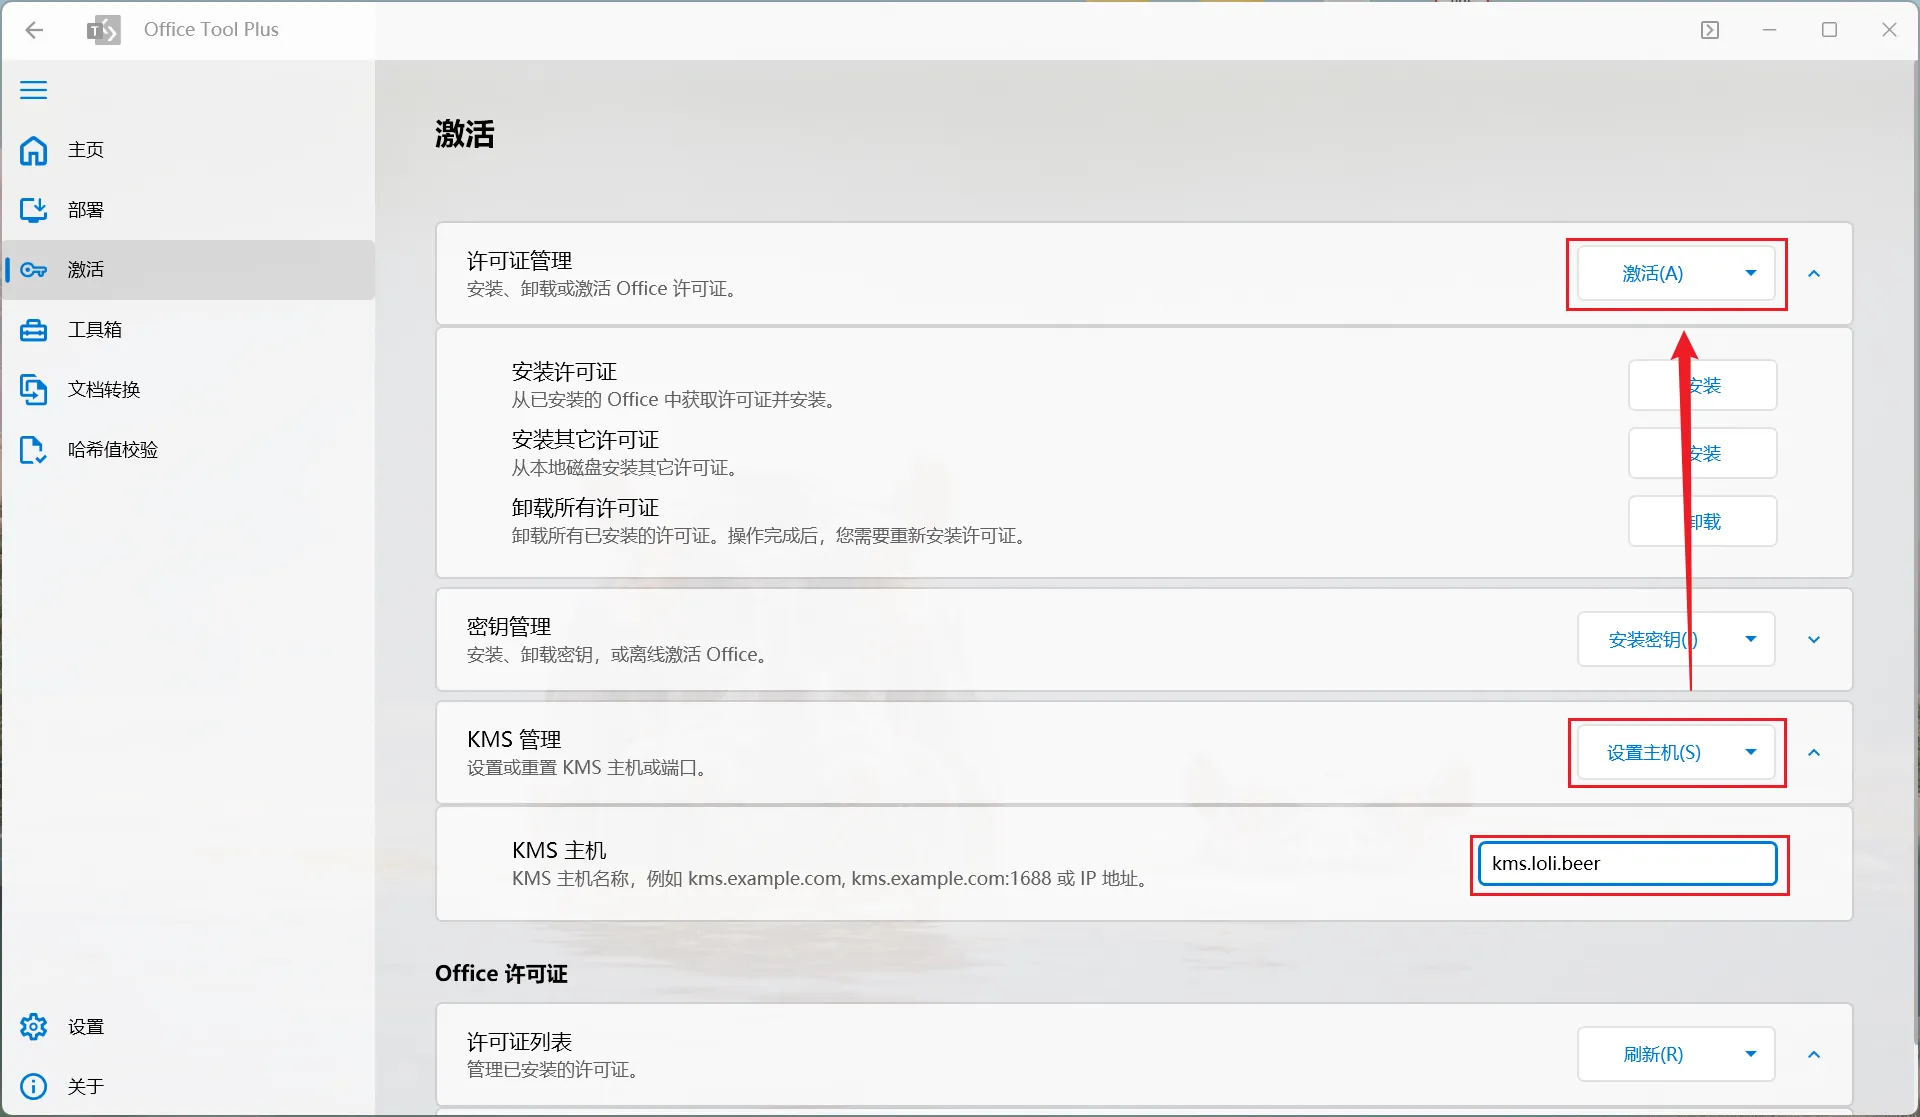 Office Tool Plus
主页
部署
激活
工具箱
文档转换
哈希值校验
设置
关于
激活
许可证管理
安装、卸载或激活 Office 许可证。
激活(A)
安装许可证
从已安装的 Office 中获取许可证并安装。
安装
安装其它许可证
从本地磁盘安装其它许可证。
安装
卸载所有许可证
卸载所有已安装的许可证。操作完成后，您需要重新安装许可证。
卸载
密钥管理
安装、卸载密钥，或离线激活 Office。
安装密钥(I)
KMS 管理
设置或重置 KMS 主机或端口。
设置主机(S)
KMS 主机
KMS 主机名称，例如 kms.example.com, kms.example.com:1688 或 IP 地址。
kms.loli.beer
Office 许可证
许可证列表
管理已安装的许可证。
刷新(R)